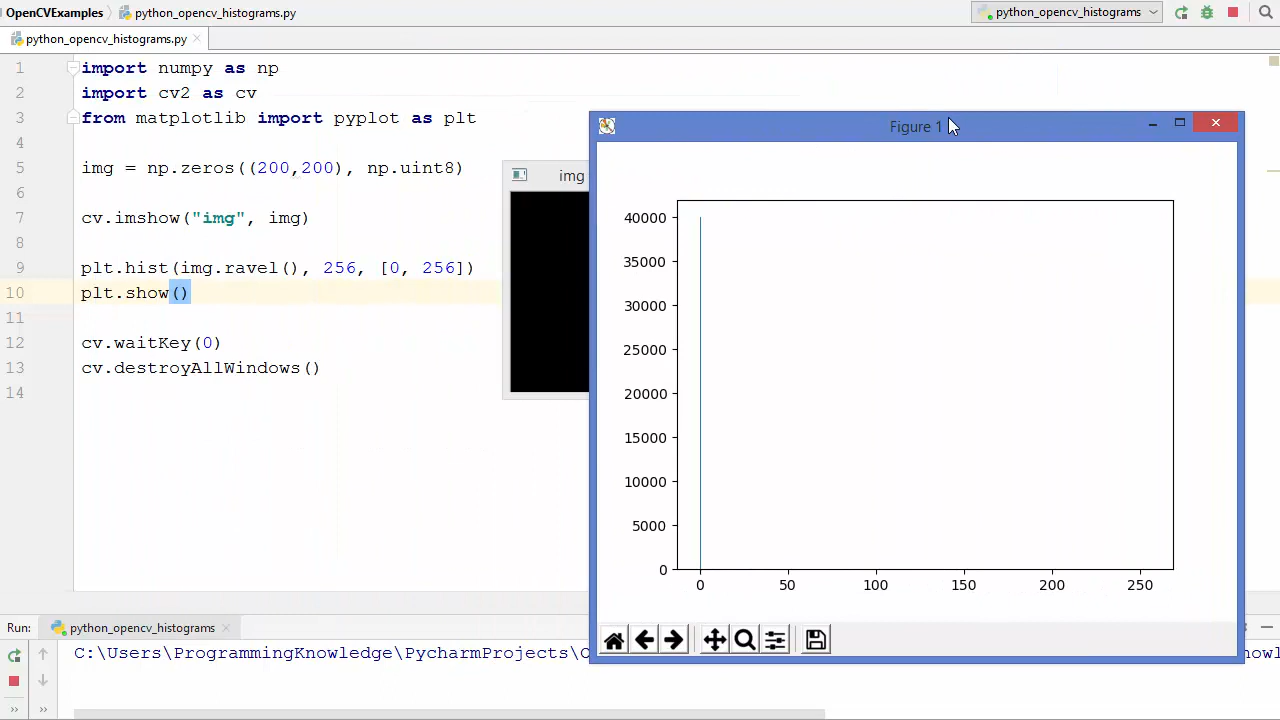 OpenCVExamples python_opencv_histograms.py
python_opencv_histograms
python_opencv_histograms.py
1 import numpy as np
2 import cv2 as cv
3 from matplotlib import pyplot as plt
4
5 img = np.zeros((200,200), np.uint8)
6
7 cv.imshow("img", img)
8
9 plt.hist(img.ravel(), 256, [0, 256])
10 plt.show()
11
12 cv.waitKey(0)
13 cv.destroyAllWindows()
14
img
Figure 1
40000
35000
30000
25000
20000
15000
10000
5000
0
0 50 100 150 200 250
Run: python_opencv_histograms
C:\Users\ProgrammingKnowledge\PycharmProjects\